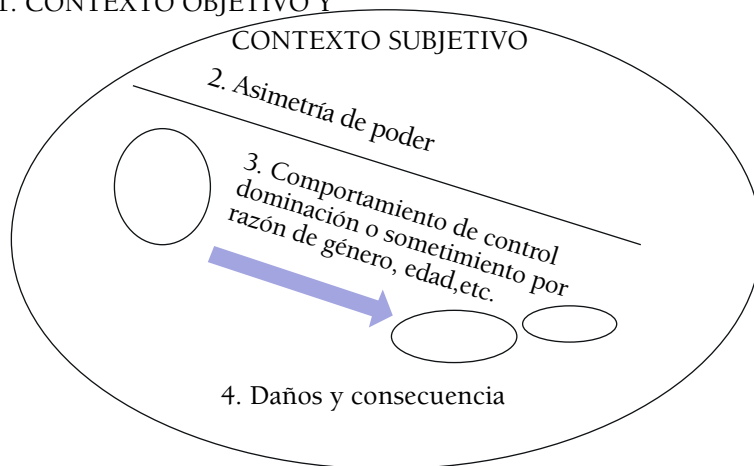 1. CONTEXTO OBJETIVO Y
CONTEXTO SUBJETIVO
2. Asimetría de poder
3. Comportamiento de control
dominación o sometimiento por
razón de género, edad,etc.
4. Daños y consecuencia